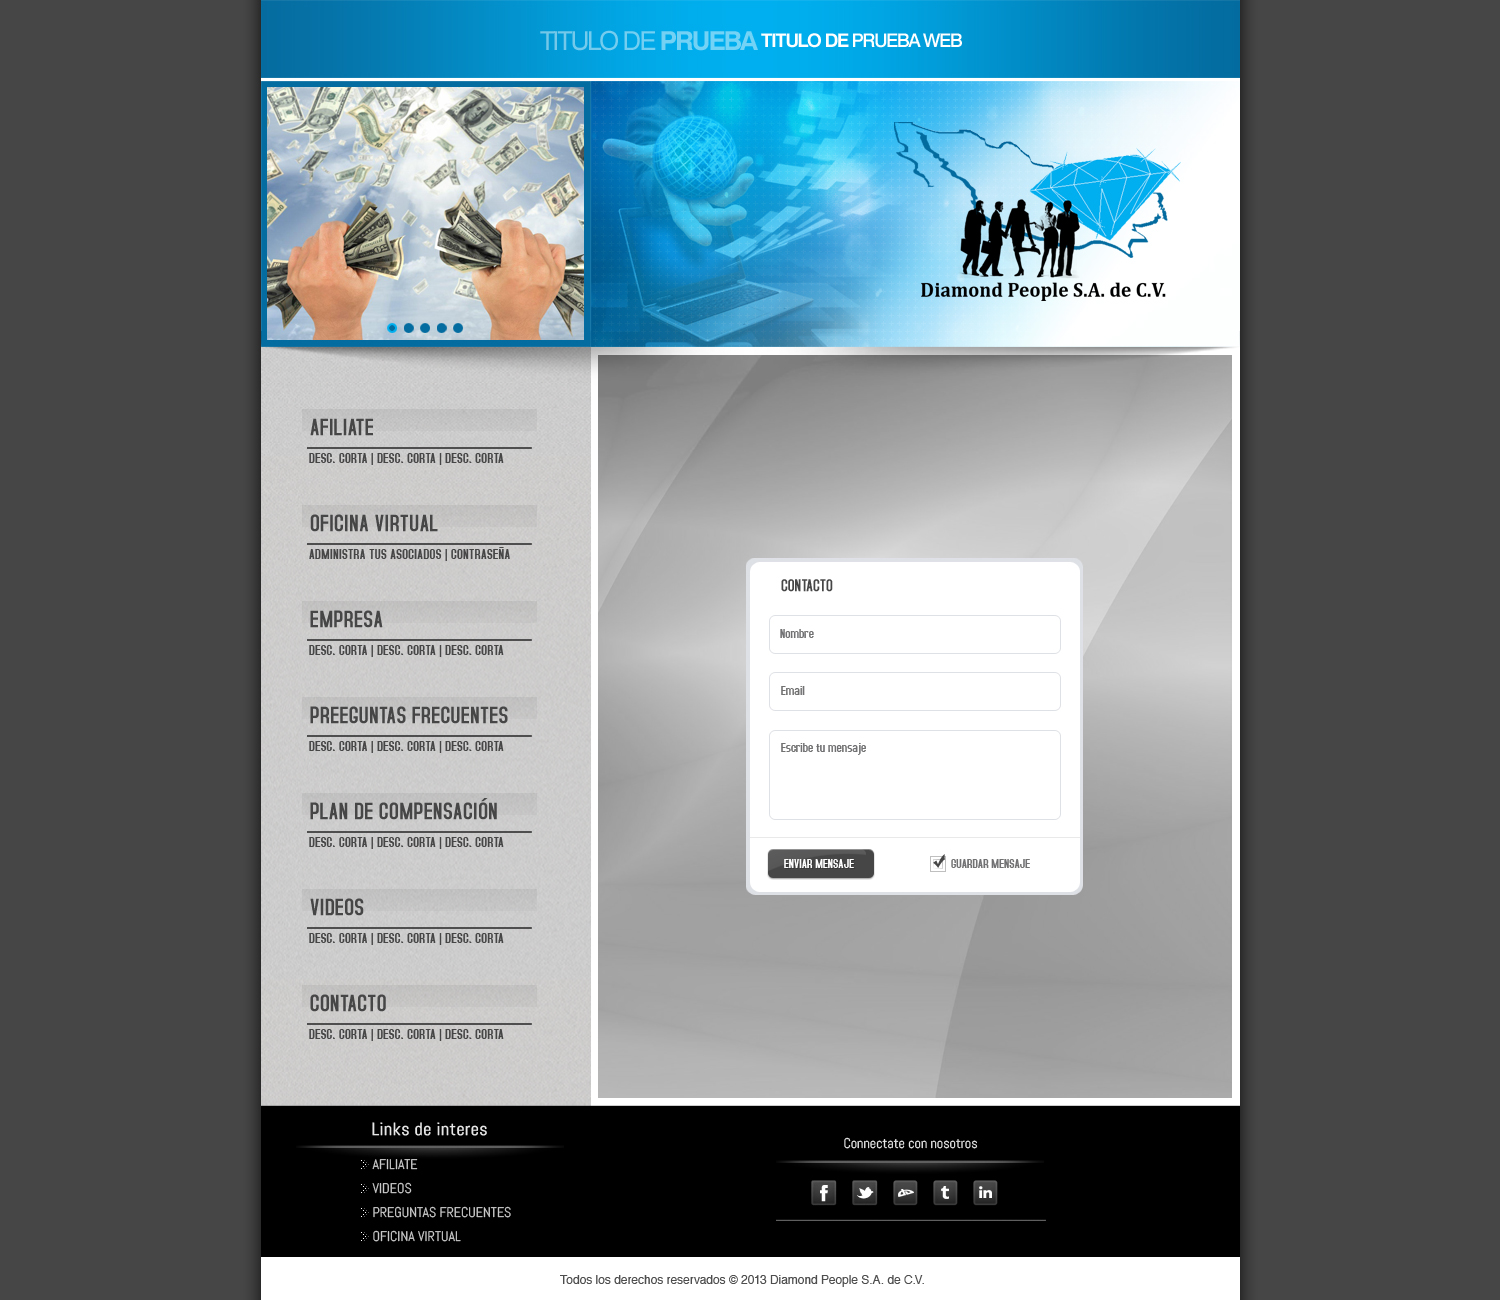 TITULO DE PRUEBA TITULO DE PRUEBA WEB
Diamond People S.A. de C.V.
AFILIATE
DESC. CORTA | DESC. CORTA | DESC. CORTA
OFICINA VIRTUAL
ADMINISTRA TUS ASOCIADOS | CONTRASEÑA
EMPRESA
DESC. CORTA | DESC. CORTA | DESC. CORTA
PREEGUNTAS FRECUENTES
DESC. CORTA | DESC. CORTA | DESC. CORTA
PLAN DE COMPENSACIÓN
DESC. CORTA | DESC. CORTA | DESC. CORTA
VIDEOS
DESC. CORTA | DESC. CORTA | DESC. CORTA
CONTACTO
DESC. CORTA | DESC. CORTA | DESC. CORTA
CONTACTO
Nombre
Email
Escribe tu mensaje
ENVIAR MENSAJE
GUARDAR MENSAJE
Links de interes
AFILIATE
VIDEOS
PREGUNTAS FRECUENTES
OFICINA VIRTUAL
Connectate con nosotros
Todos los derechos reservados © 2013 Diamond People S.A. de C.V.